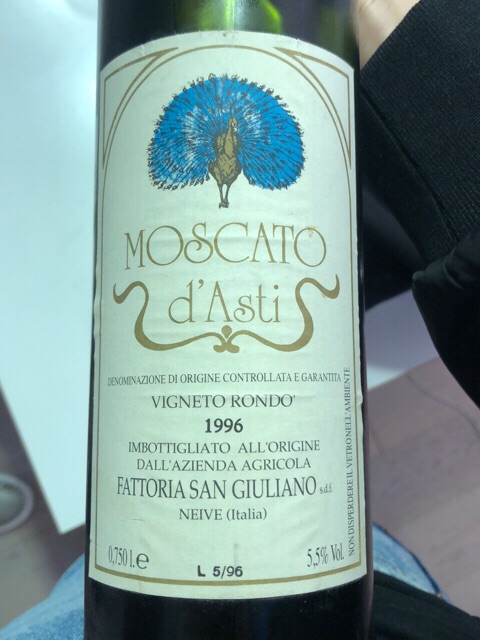 MOSCATO
d'Asti
DENOMINAZIONE DI ORIGINE CONTROLLATA E GARANTITA
VIGNETO RONDO'
1996
IMBOTTIGLIATO ALL'ORIGINE
DALL'AZIENDA AGRICOLA
FATTORIA SAN GIULIANO s.d.f.
NEIVE (Italia)
0,750 l. e
L 5/96
5,5% Vol.
NON DISPERDERE IL VETRO NELL'AMBIENTE